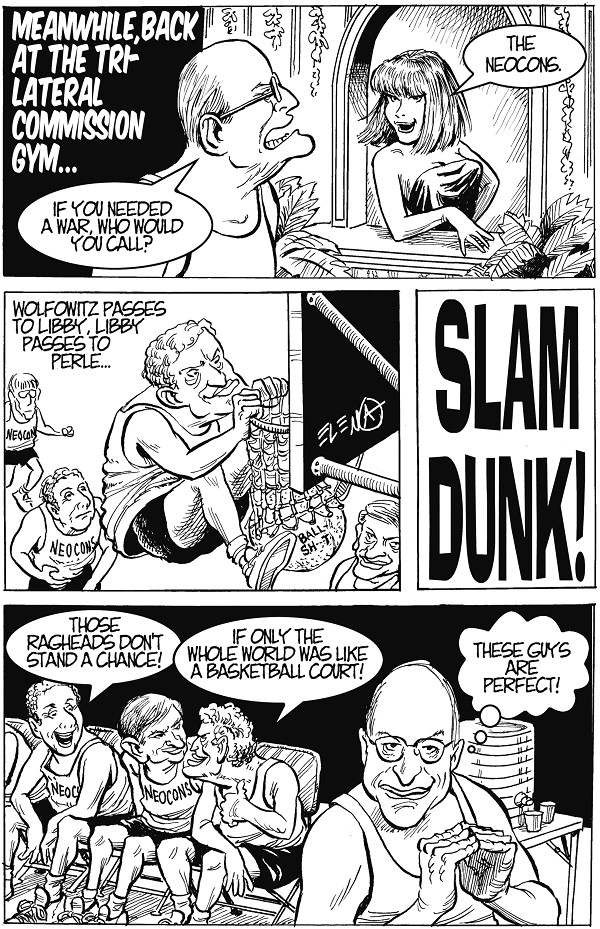 MEANWHILE, BACK
AT THE TRI-
LATERAL
COMMISSION
GYM...
IF YOU NEEDED
A WAR, WHO WOULD
YOU CALL?
THE
NEOCONS.
WOLFOWITZ PASSES
TO LIBBY, LIBBY
PASSES TO
PERLE...
NEOCON
NEOCONS
ELENA
BALL
SH-T
SLAM
DUNK!
THOSE
RAGHEADS DON'T
STAND A CHANCE!
IF ONLY THE
WHOLE WORLD WAS LIKE
A BASKETBALL COURT!
THESE GUYS
ARE
PERFECT!
NEOC
NEOCONS